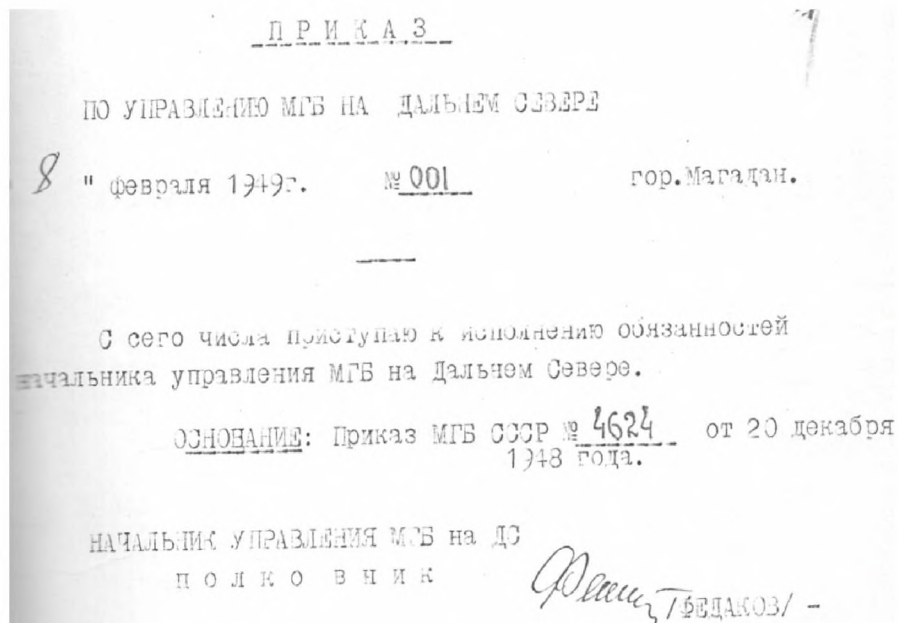 П Р И К А З
ПО УПРАВЛЕНИЮ МГБ НА ДАЛЬНЕМ СЕВЕРЕ
8 " февраля 1949г. № 001 гор.Магадан.
С сего числа приступаю к исполнению обязанностей
начальника управления МГБ на Дальнем Севере.
ОСНОВАНИЕ: Приказ МГБ СССР № 4624 от 20 декабря
1948 года.
НАЧАЛЬНИК УПРАВЛЕНИЯ МГБ на ДС
П О Л К О В Н И К
/ФЕДАКОВ/ -